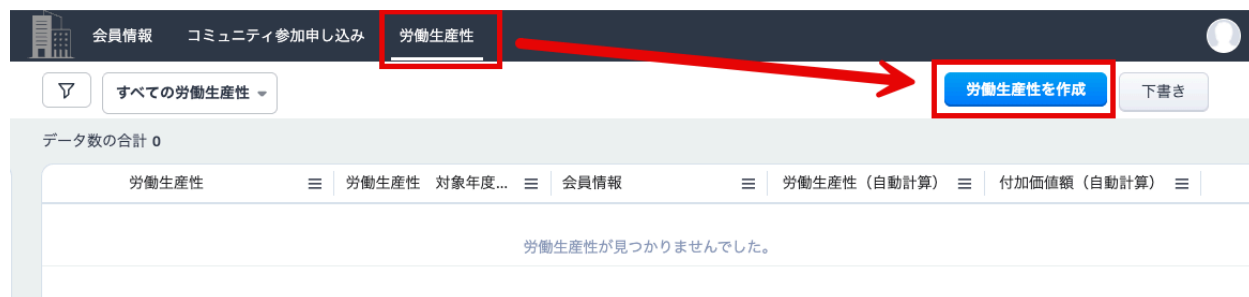 会員情報 コミュニティ参加申し込み 労働生産性
すべての労働生産性 労働生産性を作成 下書き
データ数の合計 0
労働生産性 労働生産性 対象年度... 会員情報 労働生産性（自動計算） 付加価値額（自動計算）
労働生産性が見つかりませんでした。